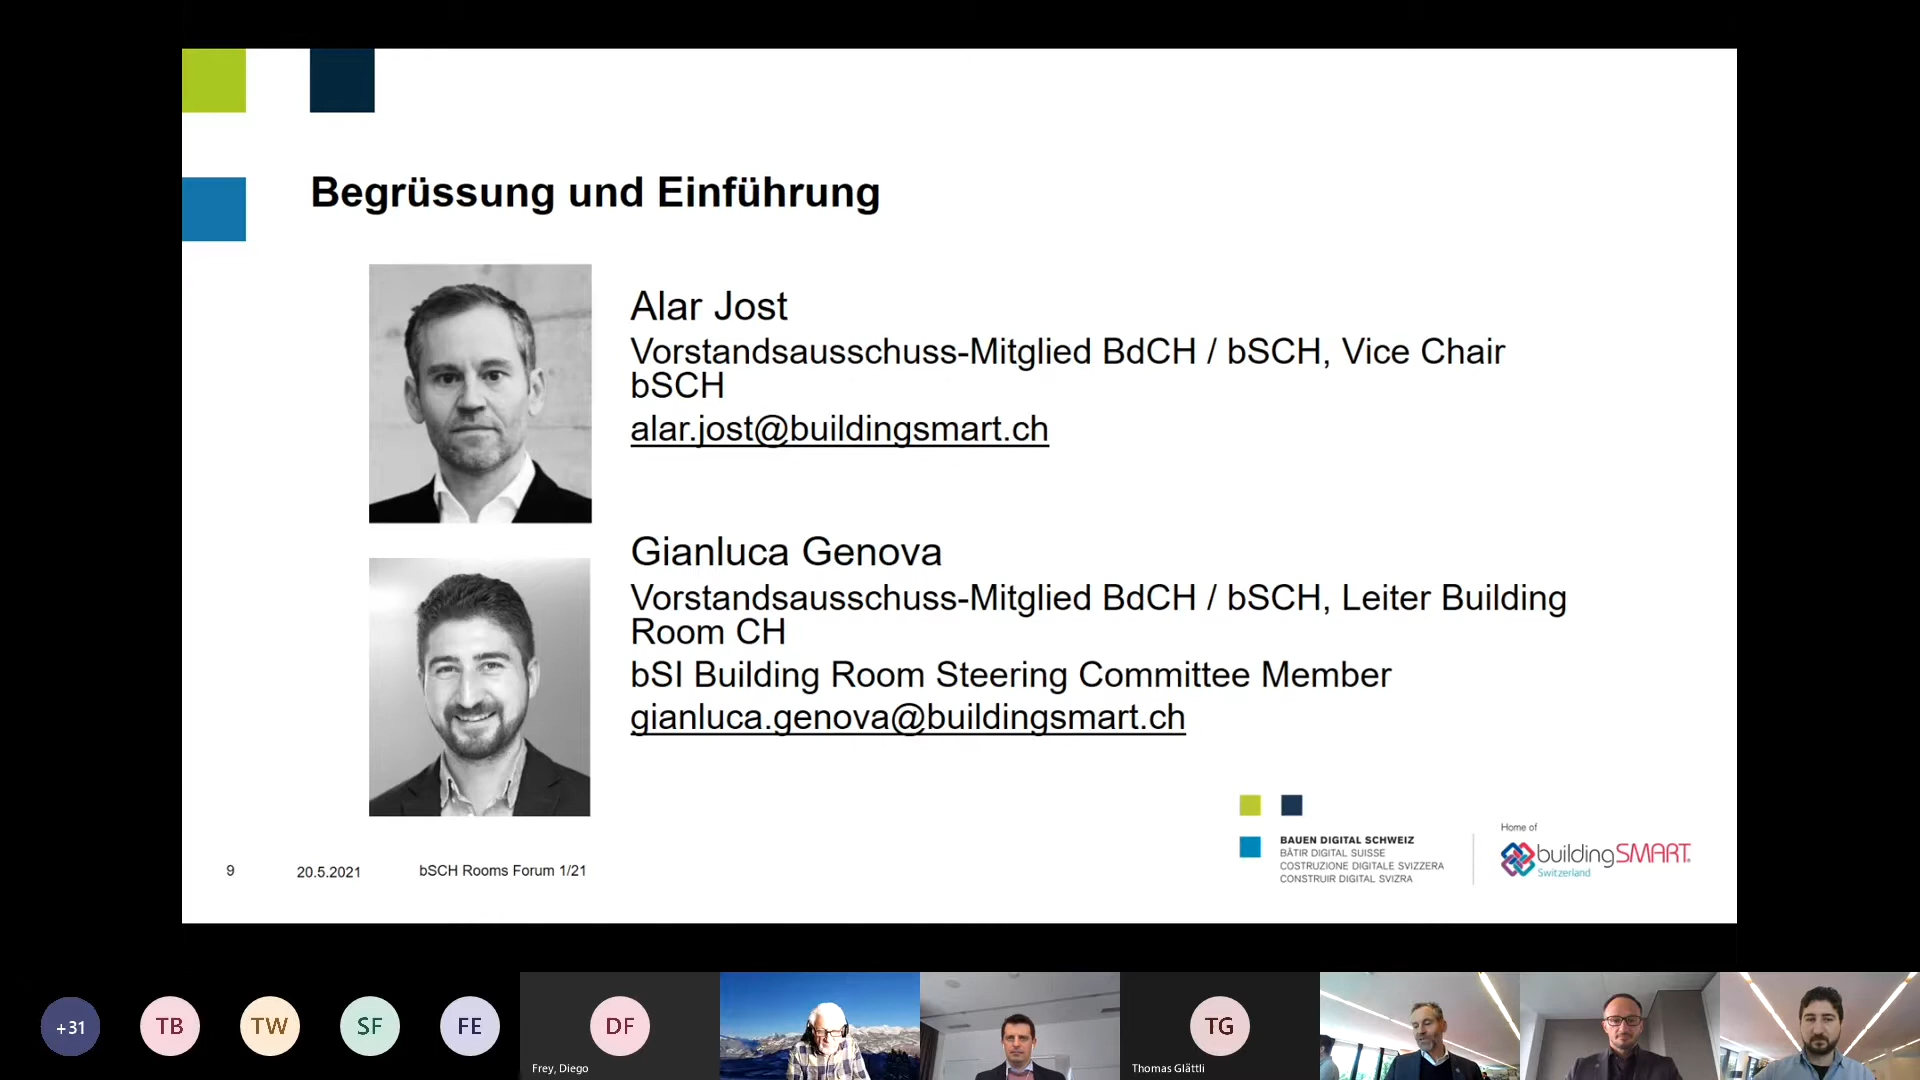 Begrüssung und Einführung
Alar Jost
Vorstandsausschuss-Mitglied BdCH / bSCH, Vice Chair
bSCH
alar.jost@buildingsmart.ch
Gianluca Genova
Vorstandsausschuss-Mitglied BdCH / bSCH, Leiter Building
Room CH
bSI Building Room Steering Committee Member
gianluca.genova@buildingsmart.ch
9
20.5.2021
bSCH Rooms Forum 1/21
BAUEN DIGITAL SCHWEIZ
BÂTIR DIGITAL SUISSE
COSTRUZIONE DIGITALE SVIZZERA
CONSTRUIR DIGITAL SVIZRA
Home of
buildingSMART
Switzerland
+31
TB
TW
SF
FE
DF
Frey, Diego
TG
Thomas Glättli